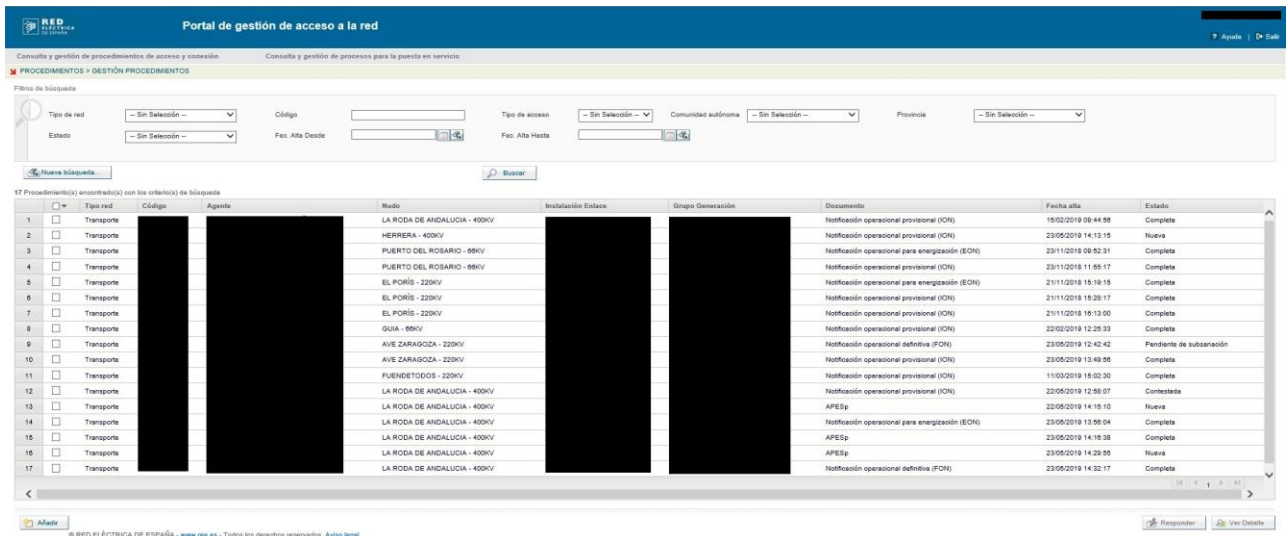 RED
ELÉCTRICA
DE ESPAÑA
Portal de gestión de acceso a la red
? Ayuda | Salir
Consulta y gestión de procedimientos de acceso y conexión Consulta y gestión de procesos para la puesta en servicio
PROCEDIMIENTOS > GESTIÓN PROCEDIMIENTOS
Filtros de búsqueda
Tipo de red -- Sin Selección -- Código Tipo de acceso -- Sin Selección -- Comunidad autónoma -- Sin Selección -- Provincia -- Sin Selección --
Estado -- Sin Selección -- Fec. Alta Desde Fec. Alta Hasta
Nueva búsqueda... Buscar
17 Procedimiento(s) encontrado(s) con los criterio(s) de búsqueda
Tipo red Código Agente Nudo Instalación Enlace Grupo Generación Documento Fecha alta Estado
1 Transporte LA RODA DE ANDALUCIA - 400KV Notificación operacional provisional (ION) 15/02/2019 09:44:56 Completa
2 Transporte HERRERA - 400KV Notificación operacional provisional (ION) 23/05/2019 14:13:15 Nueva
3 Transporte PUERTO DEL ROSARIO - 66KV Notificación operacional para energización (EON) 23/11/2018 09:52:31 Completa
4 Transporte PUERTO DEL ROSARIO - 66KV Notificación operacional provisional (ION) 23/11/2018 11:55:17 Completa
5 Transporte EL PORÍS - 220KV Notificación operacional para energización (EON) 21/11/2018 15:19:15 Completa
6 Transporte EL PORÍS - 220KV Notificación operacional provisional (ION) 21/11/2018 15:28:17 Completa
7 Transporte EL PORÍS - 220KV Notificación operacional provisional (ION) 21/11/2018 16:13:00 Completa
8 Transporte GUIA - 66KV Notificación operacional provisional (ION) 22/02/2019 12:25:33 Completa
9 Transporte AVE ZARAGOZA - 220KV Notificación operacional definitiva (FON) 23/05/2019 12:42:42 Pendiente de subsanación
10 Transporte AVE ZARAGOZA - 220KV Notificación operacional provisional (ION) 23/05/2019 13:49:56 Completa
11 Transporte FUENDETODOS - 220KV Notificación operacional provisional (ION) 11/03/2019 15:02:30 Completa
12 Transporte LA RODA DE ANDALUCIA - 400KV Notificación operacional provisional (ION) 22/05/2019 12:58:07 Contestada
13 Transporte LA RODA DE ANDALUCIA - 400KV APESp 22/05/2019 14:15:10 Nueva
14 Transporte LA RODA DE ANDALUCIA - 400KV Notificación operacional para energización (EON) 23/05/2019 13:56:04 Completa
15 Transporte LA RODA DE ANDALUCIA - 400KV APESp 23/05/2019 14:16:38 Completa
16 Transporte LA RODA DE ANDALUCIA - 400KV APESp 23/05/2019 14:29:56 Nueva
17 Transporte LA RODA DE ANDALUCIA - 400KV Notificación operacional definitiva (FON) 23/05/2019 14:32:17 Completa
1
Añadir Responder Ver Detalle
© RED ELÉCTRICA DE ESPAÑA - www.ree.es - Todos los derechos reservados. Aviso legal